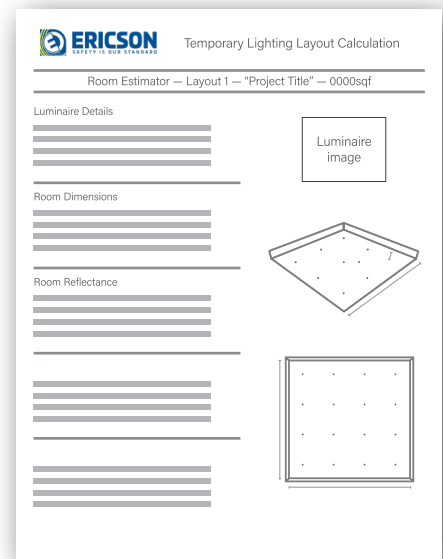 ERICSON
SAFETY IS OUR STANDARD
Temporary Lighting Layout Calculation
Room Estimator — Layout 1 — “Project Title” — 0000sqf
Luminaire Details
Luminaire
image
Room Dimensions
Room Reflectance